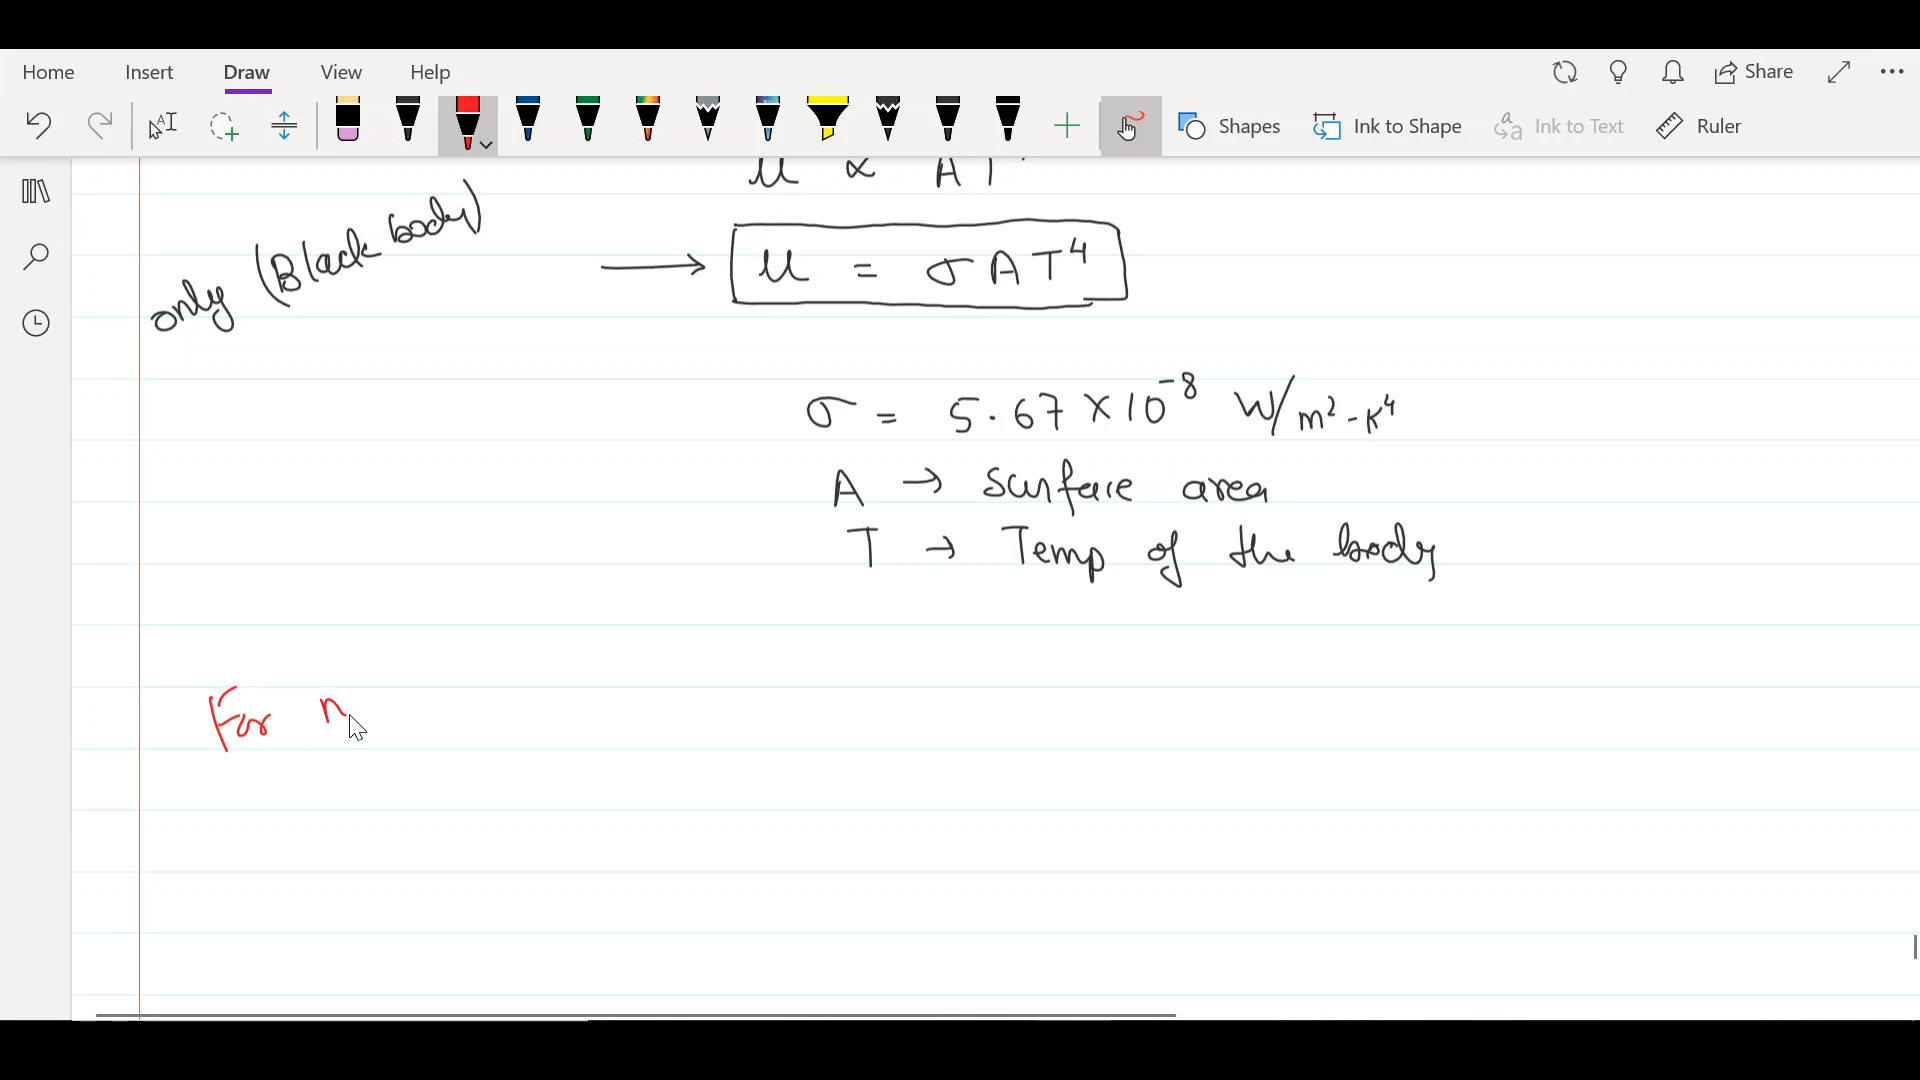 Home Insert Draw View Help Share
Shapes Ink to Shape Ink to Text Ruler
u ∝ A T
only (Black body) → u = σ A T⁴
σ = 5.67 × 10⁻⁸ W/m² - K⁴
A → surface area
T → Temp of the body
For n